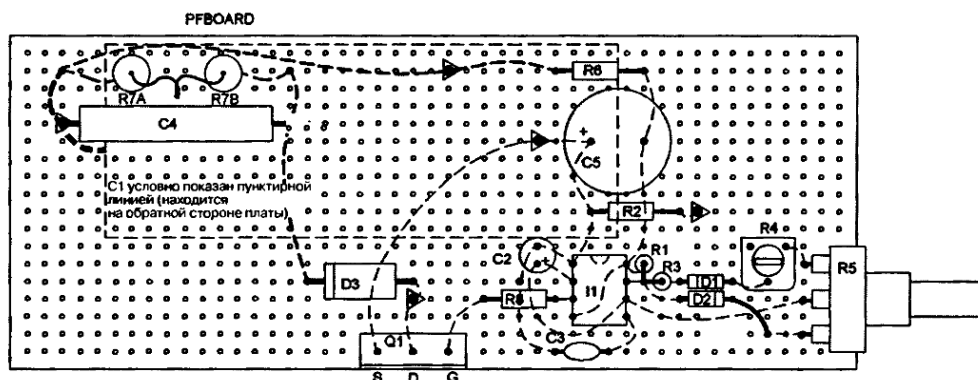 PFBOARD
R6
R7A
R7B
C4
+
C5
С1 условно показан пунктирной
линией (находится
на обратной стороне платы)
R2
R4
C2
+
R1
R3
R5
D3
I1
D1
R8
D2
Q1
C3
S
D
G